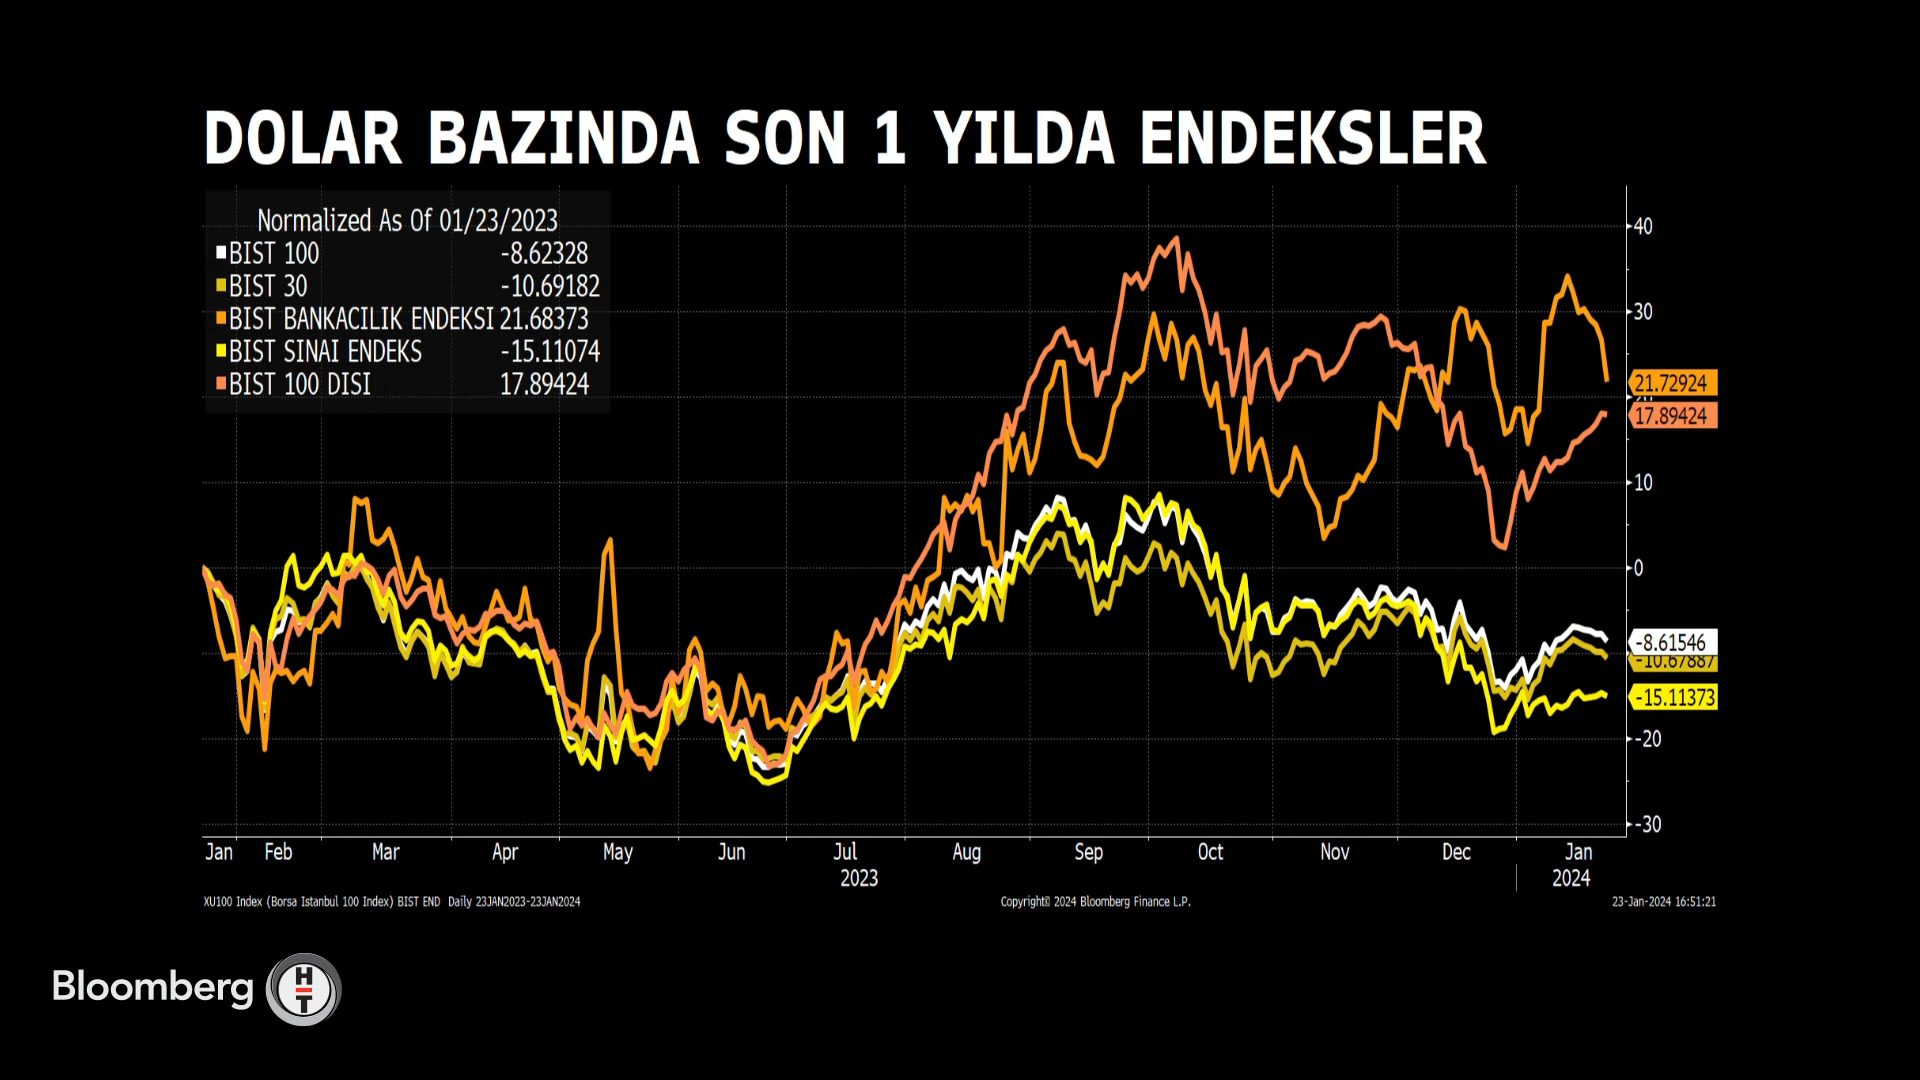 DOLAR BAZINDA SON 1 YILDA ENDEKSLER
Normalized As Of 01/23/2023
BIST 100 -8.62328
BIST 30 -10.69182
BIST BANKACILIK ENDEKSI 21.68373
BIST SINAI ENDEKS -15.11074
BIST 100 DISI 17.89424
40
30
21.72924
20
17.89424
10
0
-8.61546
-10.67887
-15.11373
-20
-30
Jan Feb Mar Apr May Jun Jul Aug Sep Oct Nov Dec Jan
2023 2024
XU100 Index (Borsa Istanbul 100 Index) BIST END Daily 23JAN2023-23JAN2024 Copyright© 2024 Bloomberg Finance L.P. 23-Jan-2024 16:51:21
Bloomberg HT